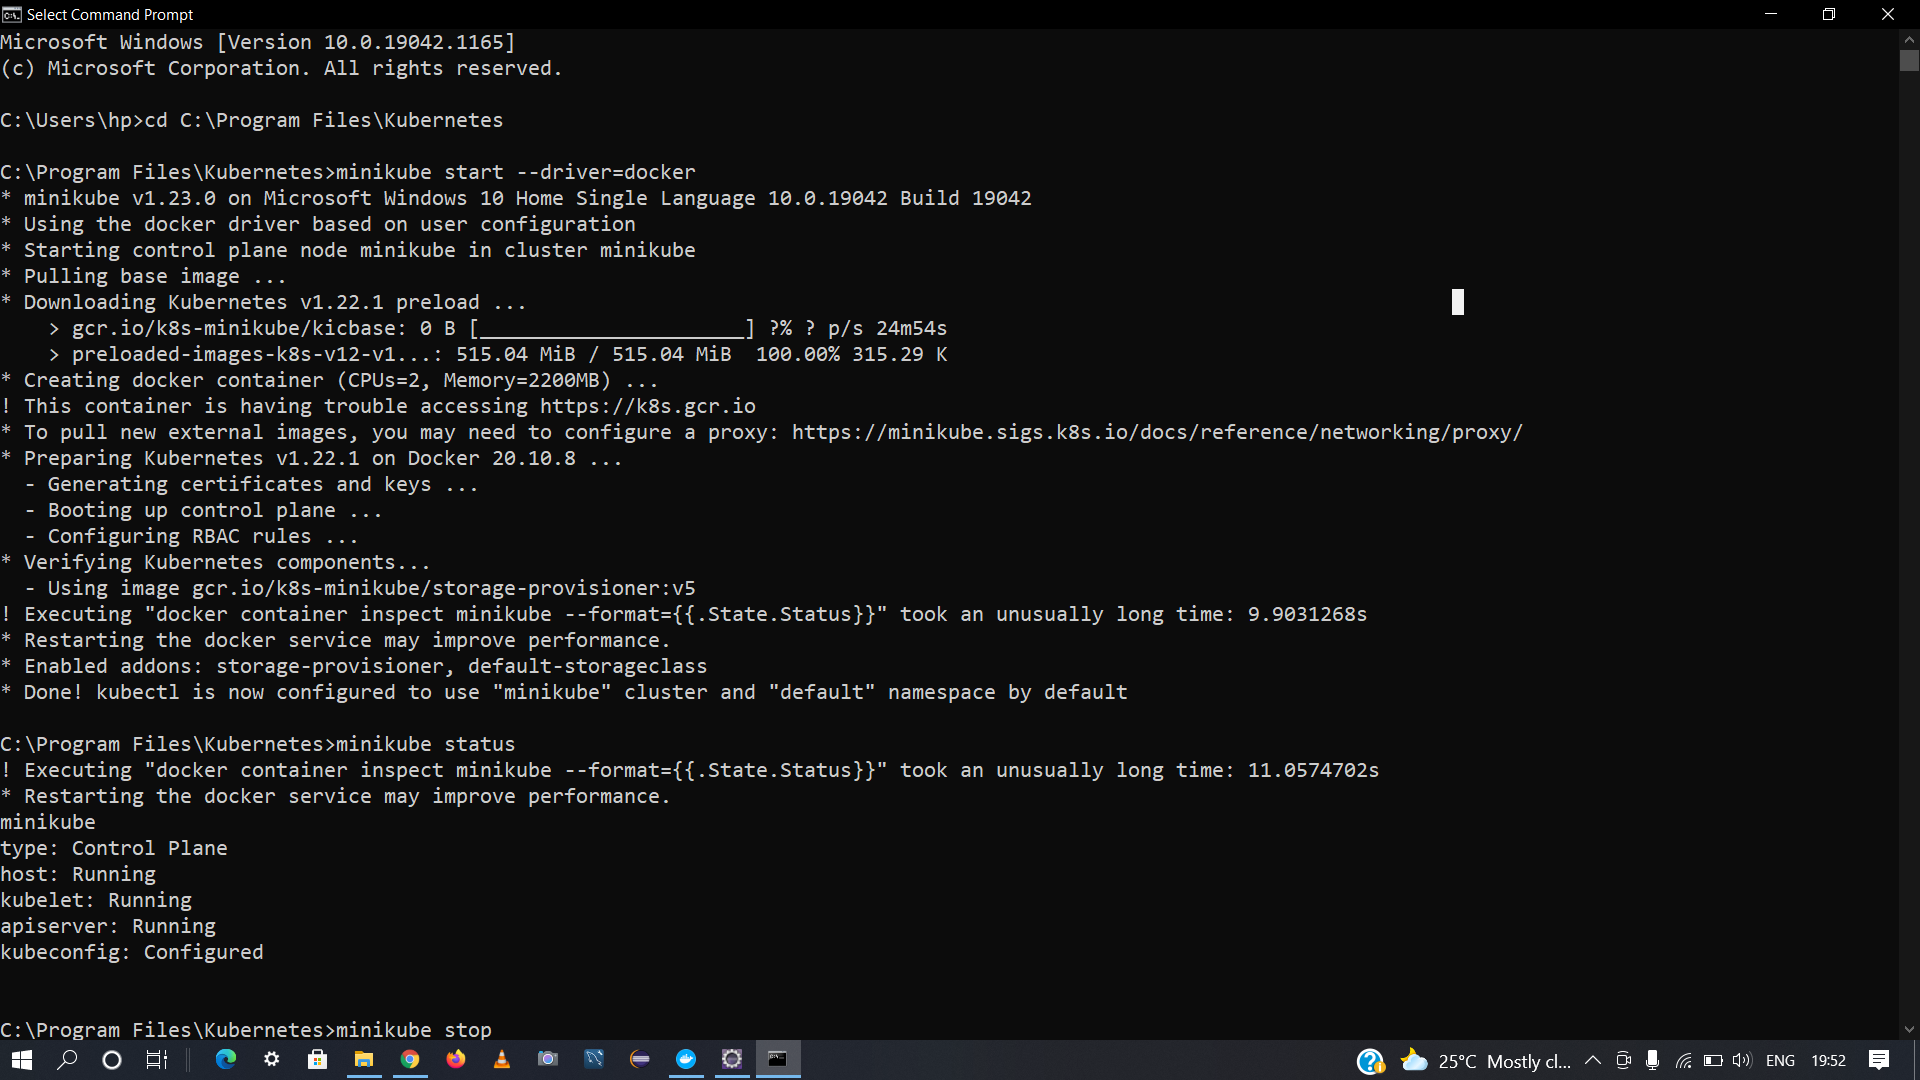 Select Command Prompt
Microsoft Windows [Version 10.0.19042.1165]
(c) Microsoft Corporation. All rights reserved.
C:\Users\hp>cd C:\Program Files\Kubernetes
C:\Program Files\Kubernetes>minikube start --driver=docker
* minikube v1.23.0 on Microsoft Windows 10 Home Single Language 10.0.19042 Build 19042
* Using the docker driver based on user configuration
* Starting control plane node minikube in cluster minikube
* Pulling base image ...
* Downloading Kubernetes v1.22.1 preload ...
    > gcr.io/k8s-minikube/kicbase: 0 B [______________________] ?% ? p/s 24m54s
    > preloaded-images-k8s-v12-v1...: 515.04 MiB / 515.04 MiB  100.00% 315.29 K
* Creating docker container (CPUs=2, Memory=2200MB) ...
! This container is having trouble accessing https://k8s.gcr.io
* To pull new external images, you may need to configure a proxy: https://minikube.sigs.k8s.io/docs/reference/networking/proxy/
* Preparing Kubernetes v1.22.1 on Docker 20.10.8 ...
  - Generating certificates and keys ...
  - Booting up control plane ...
  - Configuring RBAC rules ...
* Verifying Kubernetes components...
  - Using image gcr.io/k8s-minikube/storage-provisioner:v5
! Executing "docker container inspect minikube --format={{.State.Status}}" took an unusually long time: 9.9031268s
* Restarting the docker service may improve performance.
* Enabled addons: storage-provisioner, default-storageclass
* Done! kubectl is now configured to use "minikube" cluster and "default" namespace by default
C:\Program Files\Kubernetes>minikube status
! Executing "docker container inspect minikube --format={{.State.Status}}" took an unusually long time: 11.0574702s
* Restarting the docker service may improve performance.
minikube
type: Control Plane
host: Running
kubelet: Running
apiserver: Running
kubeconfig: Configured
C:\Program Files\Kubernetes>minikube stop
25°C Mostly cl... ENG 19:52